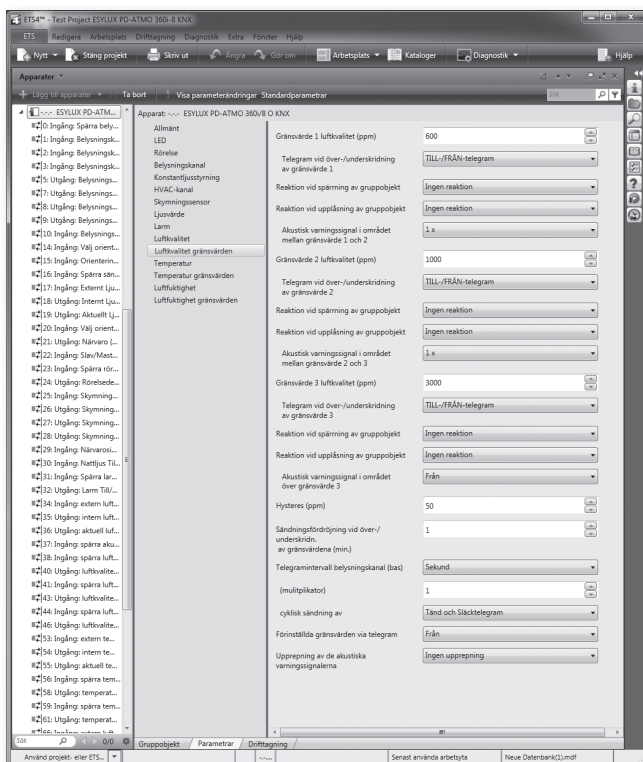 ETS4™ - Test Project ESYLUX PD-ATMO 360i-8 KNX
ETS Redigera Arbetsplats Drifttagning Diagnostik Extra Fönster Hjälp
Nytt Stäng projekt Skriv ut Ångra Gör om Arbetsplats Kataloger Diagnostik Hjälp
Apparater
Lägg till apparater Ta bort Visa parameterändringar Standardparametrar Sök
-.-.- ESYLUX PD-ATM...
0: Ingång: Spärra bely...
1: Ingång: Belysningsk...
2: Ingång: Belysningsk...
3: Ingång: Belysningsk...
5: Utgång: Belysnings...
7: Utgång: Belysnings...
8: Utgång: Belysnings...
9: Utgång: Belysnings...
10: Ingång: Belysnings...
14: Ingång: Välj orient...
15: Ingång: Orienterin...
16: Ingång: Spärra sän...
17: Ingång: Externt Lju...
18: Utgång: Internt Lju...
19: Utgång: Aktuellt Lj...
20: Ingång: Välj orient...
21: Utgång: Närvaro (...
22: Ingång: Slav/Mast...
23: Ingång: Spärra rör...
24: Utgång: Rörelsede...
25: Ingång: Skymning...
26: Utgång: Skymning...
27: Utgång: Skymning...
28: Utgång: Skymning...
29: Ingång: Närvarosi...
30: Ingång: Nattljus Til...
31: Ingång: Spärra lar...
32: Utgång: Larm Till/...
34: Ingång: extern luft...
35: Utgång: intern luft...
36: Utgång: aktuell luf...
37: Ingång: spärra aku...
38: Ingång: spärra luft...
40: Utgång: luftkvalite...
41: Ingång: spärra luft...
43: Utgång: luftkvalite...
44: Ingång: spärra luft...
46: Utgång: luftkvalite...
53: Ingång: extern te...
54: Utgång: intern te...
55: Utgång: aktuell te...
56: Ingång: spärra tem...
58: Utgång: temperat...
59: Ingång: spärra tem...
61: Utgång: temperat...
Sök 0/0
Apparat: -.-.- ESYLUX PD-ATMO 360i/8 O KNX
Allmänt
LED
Rörelse
Belysningskanal
Konstantljusstyrning
HVAC-kanal
Skymningssensor
Ljusvärde
Larm
Luftkvalitet
Luftkvalitet gränsvärden
Temperatur
Temperatur gränsvärden
Luftfuktighet
Luftfuktighet gränsvärden
Gränsvärde 1 luftkvalitet (ppm) 600
Telegram vid över-/underskridning TILL-/FRÅN-telegram
av gränsvärde 1
Reaktion vid spärrning av gruppobjekt Ingen reaktion
Reaktion vid upplåsning av gruppobjekt Ingen reaktion
Akustisk varningssignal i området 1 x
mellan gränsvärde 1 och 2
Gränsvärde 2 luftkvalitet (ppm) 1000
Telegram vid över-/underskridning TILL-/FRÅN-telegram
av gränsvärde 2
Reaktion vid spärrning av gruppobjekt Ingen reaktion
Reaktion vid upplåsning av gruppobjekt Ingen reaktion
Akustisk varningssignal i området 1 x
mellan gränsvärde 2 och 3
Gränsvärde 3 luftkvalitet (ppm) 3000
Telegram vid över-/underskridning TILL-/FRÅN-telegram
av gränsvärde 3
Reaktion vid spärrning av gruppobjekt Ingen reaktion
Reaktion vid upplåsning av gruppobjekt Ingen reaktion
Akustisk varningssignal i området Från
över gränsvärde 3
Hysteres (ppm) 50
Sändningsfördröjning vid över-/ 1
underskridn.
av gränsvärdena (min.)
Telegramintervall belysningskanal (bas) Sekund
(mulitplikator) 1
cyklisk sändning av Tänd och Släcktelegram
Förinställda gränsvärden via telegram Från
Upprepning av de akustiska Ingen upprepning
varningssignalerna
Gruppobjekt Parametrar Drifttagning
Använd projekt- eller ETS... -.-.-... Senast använda arbetsyta Neue Datenbank(1).mdf